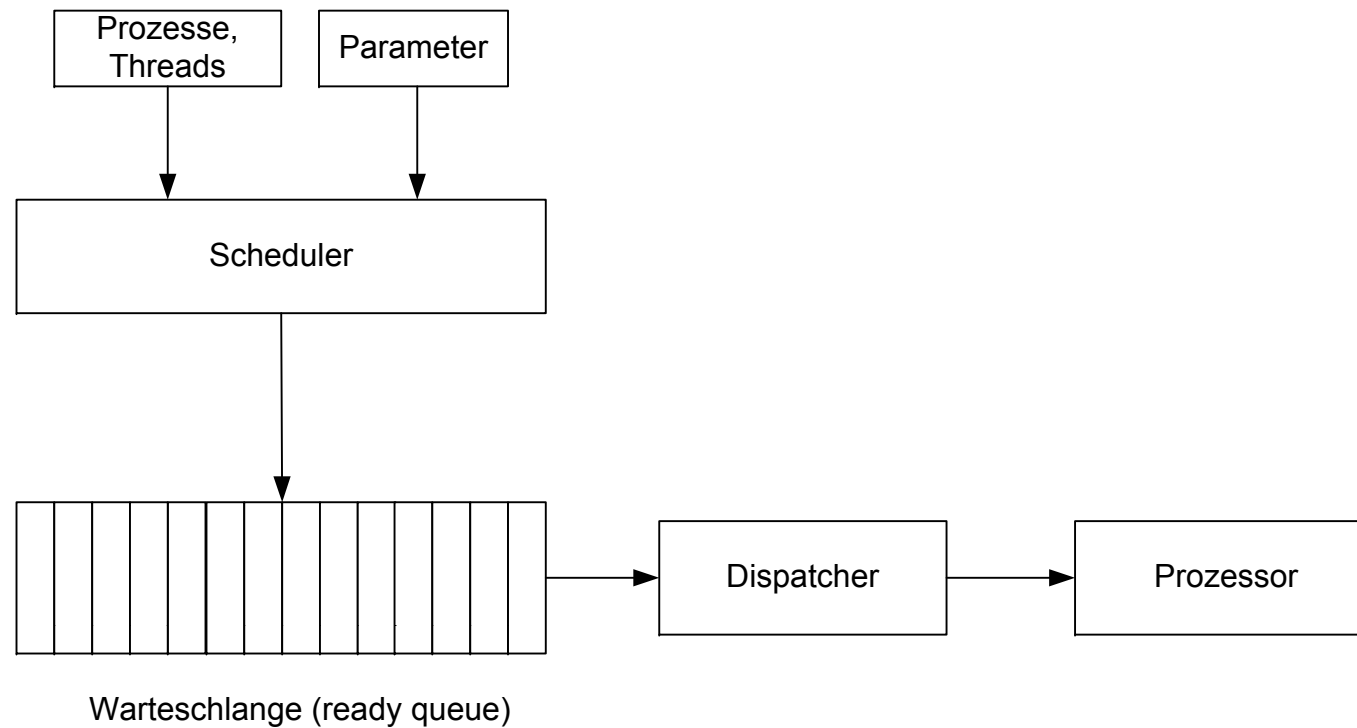 Prozesse,
Threads
Parameter
Scheduler
Dispatcher
Prozessor
Warteschlange (ready queue)